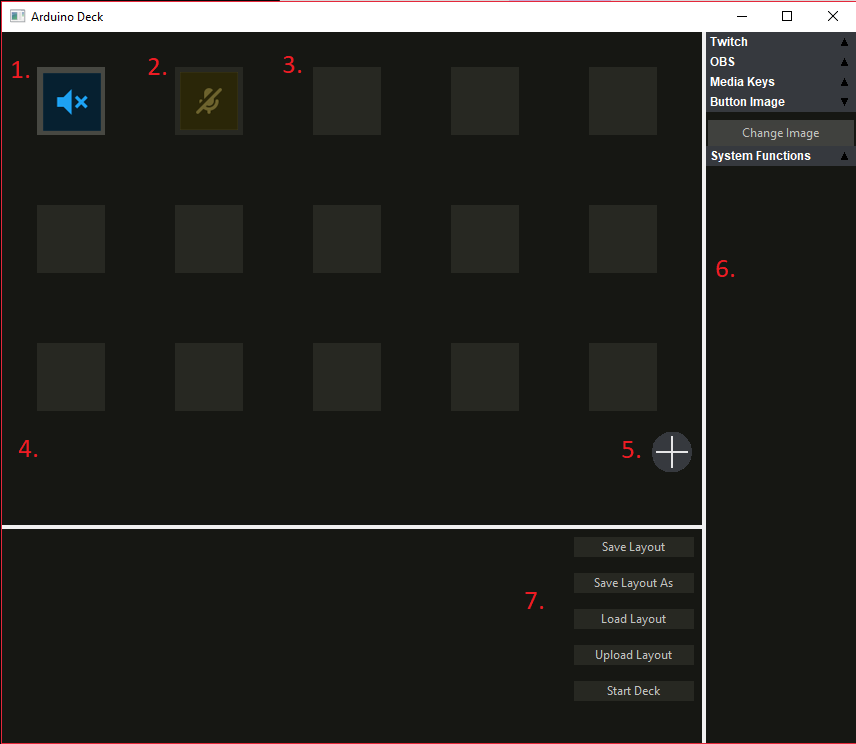 Arduino Deck
1.
2.
3.
Twitch
OBS
Media Keys
Button Image
Change Image
System Functions
6.
4.
5.
7.
Save Layout
Save Layout As
Load Layout
Upload Layout
Start Deck